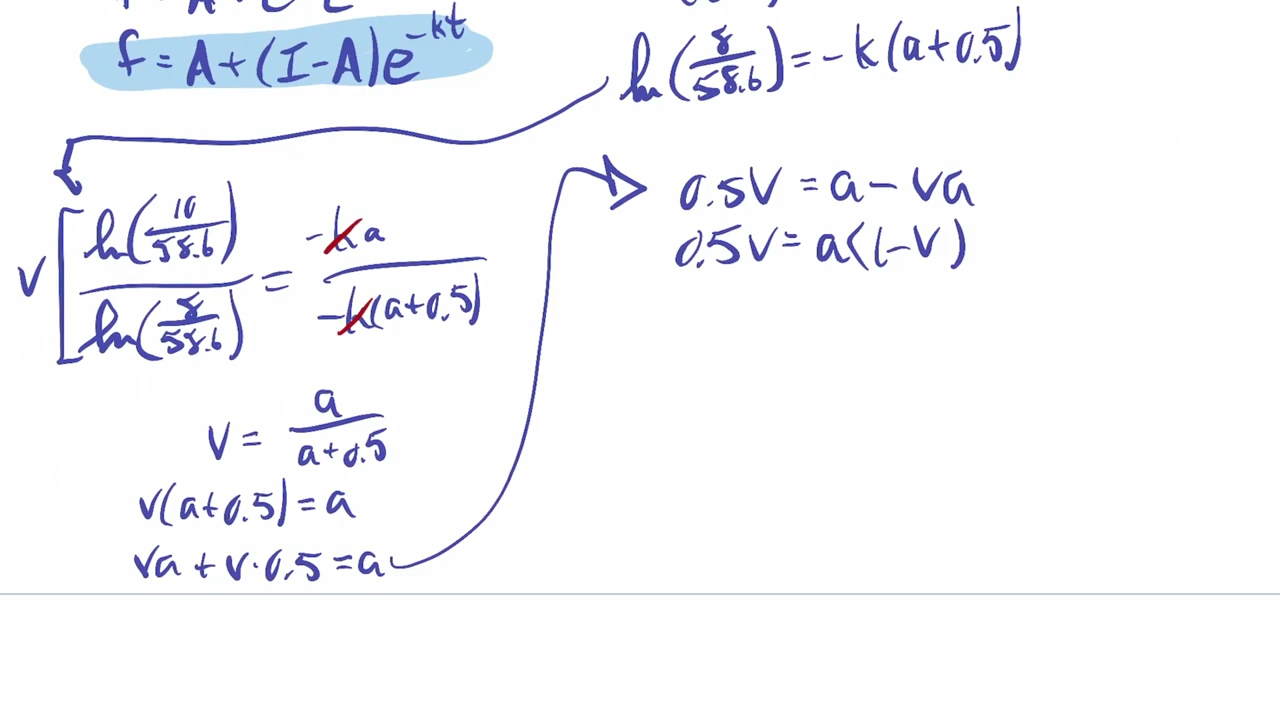 f = A + (I-A)e^-kt
ln(10/58.6) / ln(8/58.6) = -ka / -k(a+0.5)
V
V = a / a+0.5
V(a+0.5) = a
Va + V·0.5 = a
ln(8/58.6) = -k(a+0.5)
0.5V = a - Va
0.5V = a(1-V)